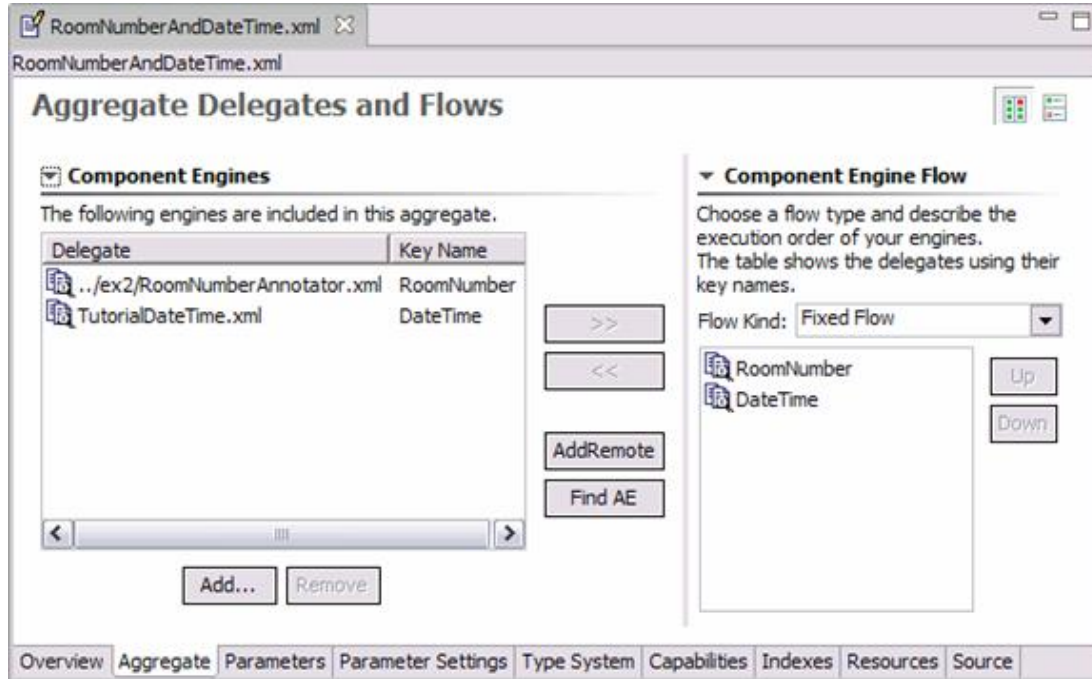 RoomNumberAndDateTime.xml
RoomNumberAndDateTime.xml
Aggregate Delegates and Flows
Component Engines
The following engines are included in this aggregate.
Delegate Key Name
../ex2/RoomNumberAnnotator.xml RoomNumber
TutorialDateTime.xml DateTime
>>
<<
AddRemote
Find AE
Add... Remove
Component Engine Flow
Choose a flow type and describe the
execution order of your engines.
The table shows the delegates using their
key names.
Flow Kind: Fixed Flow
RoomNumber
DateTime
Up
Down
Overview Aggregate Parameters Parameter Settings Type System Capabilities Indexes Resources Source